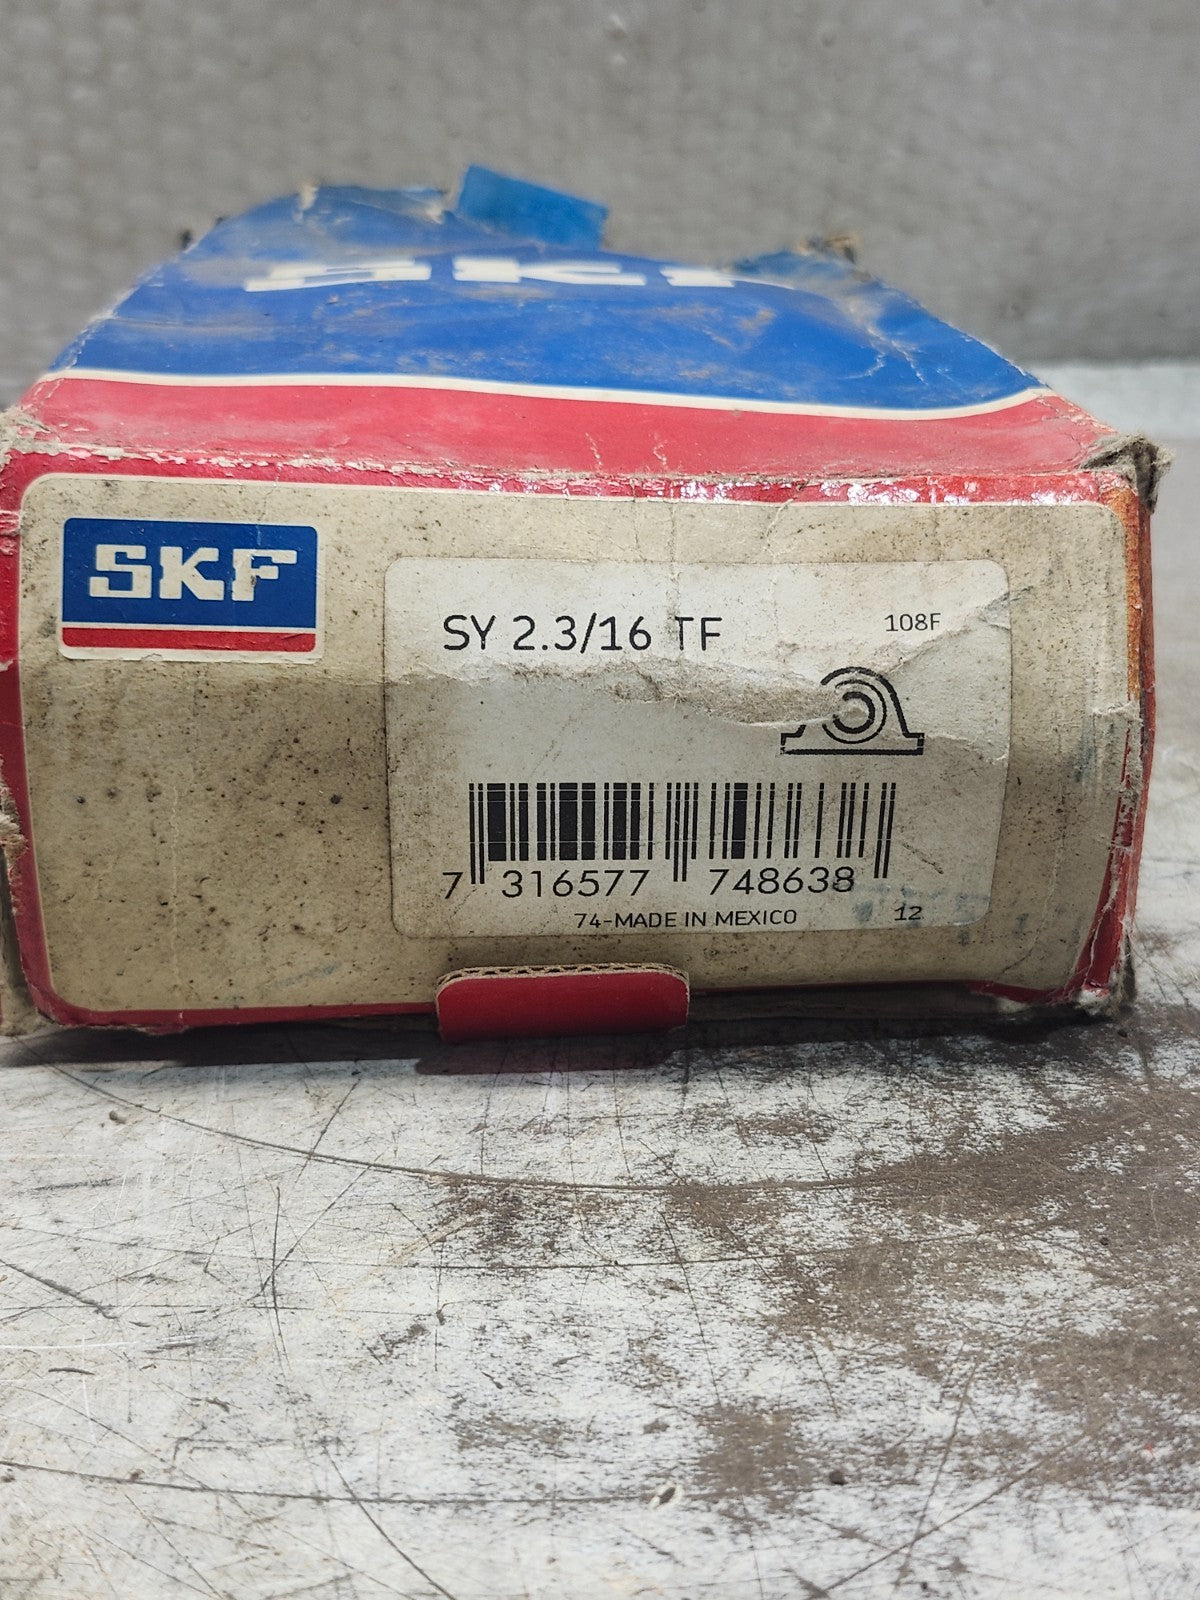 SKF
SKF
SY 2.3/16 TF
108F
7 316577 748638
74-MADE IN MEXICO
12